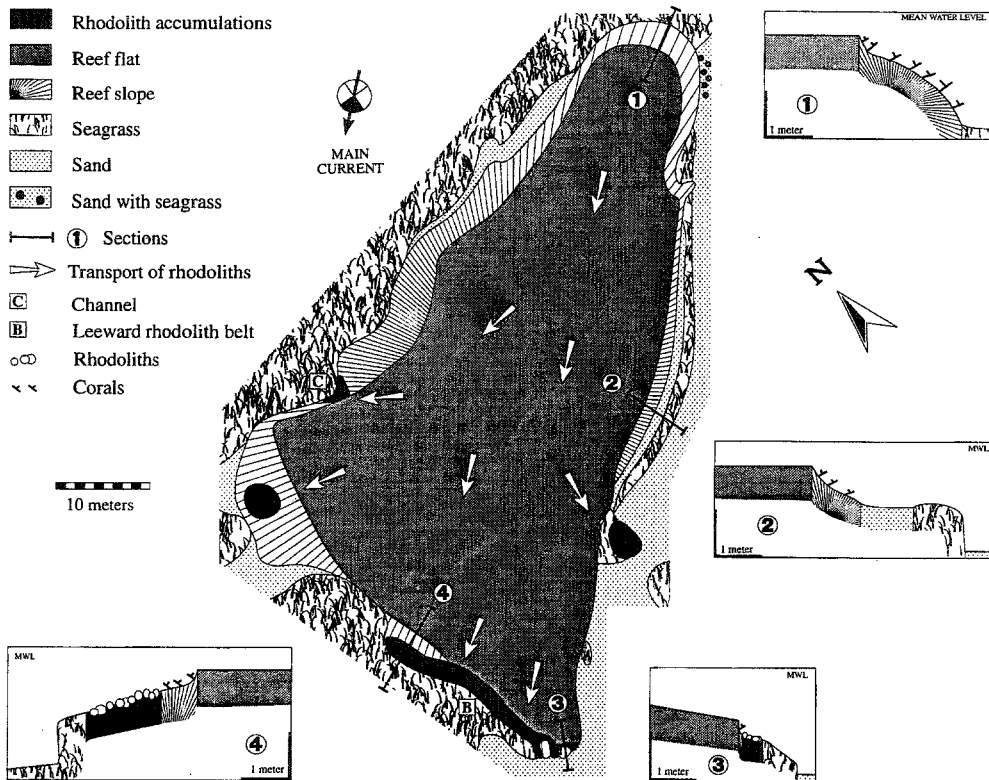 Rhodolith accumulations
Reef flat
Reef slope
Seagrass
Sand
Sand with seagrass
① Sections
Transport of rhodoliths
C Channel
B Leeward rhodolith belt
Rhodoliths
Corals
10 meters
MAIN
CURRENT
N
①
②
③
④
C
B
MEAN WATER LEVEL
①
1 meter
MWL
②
1 meter
MWL
③
1 meter
MWL
④
1 meter